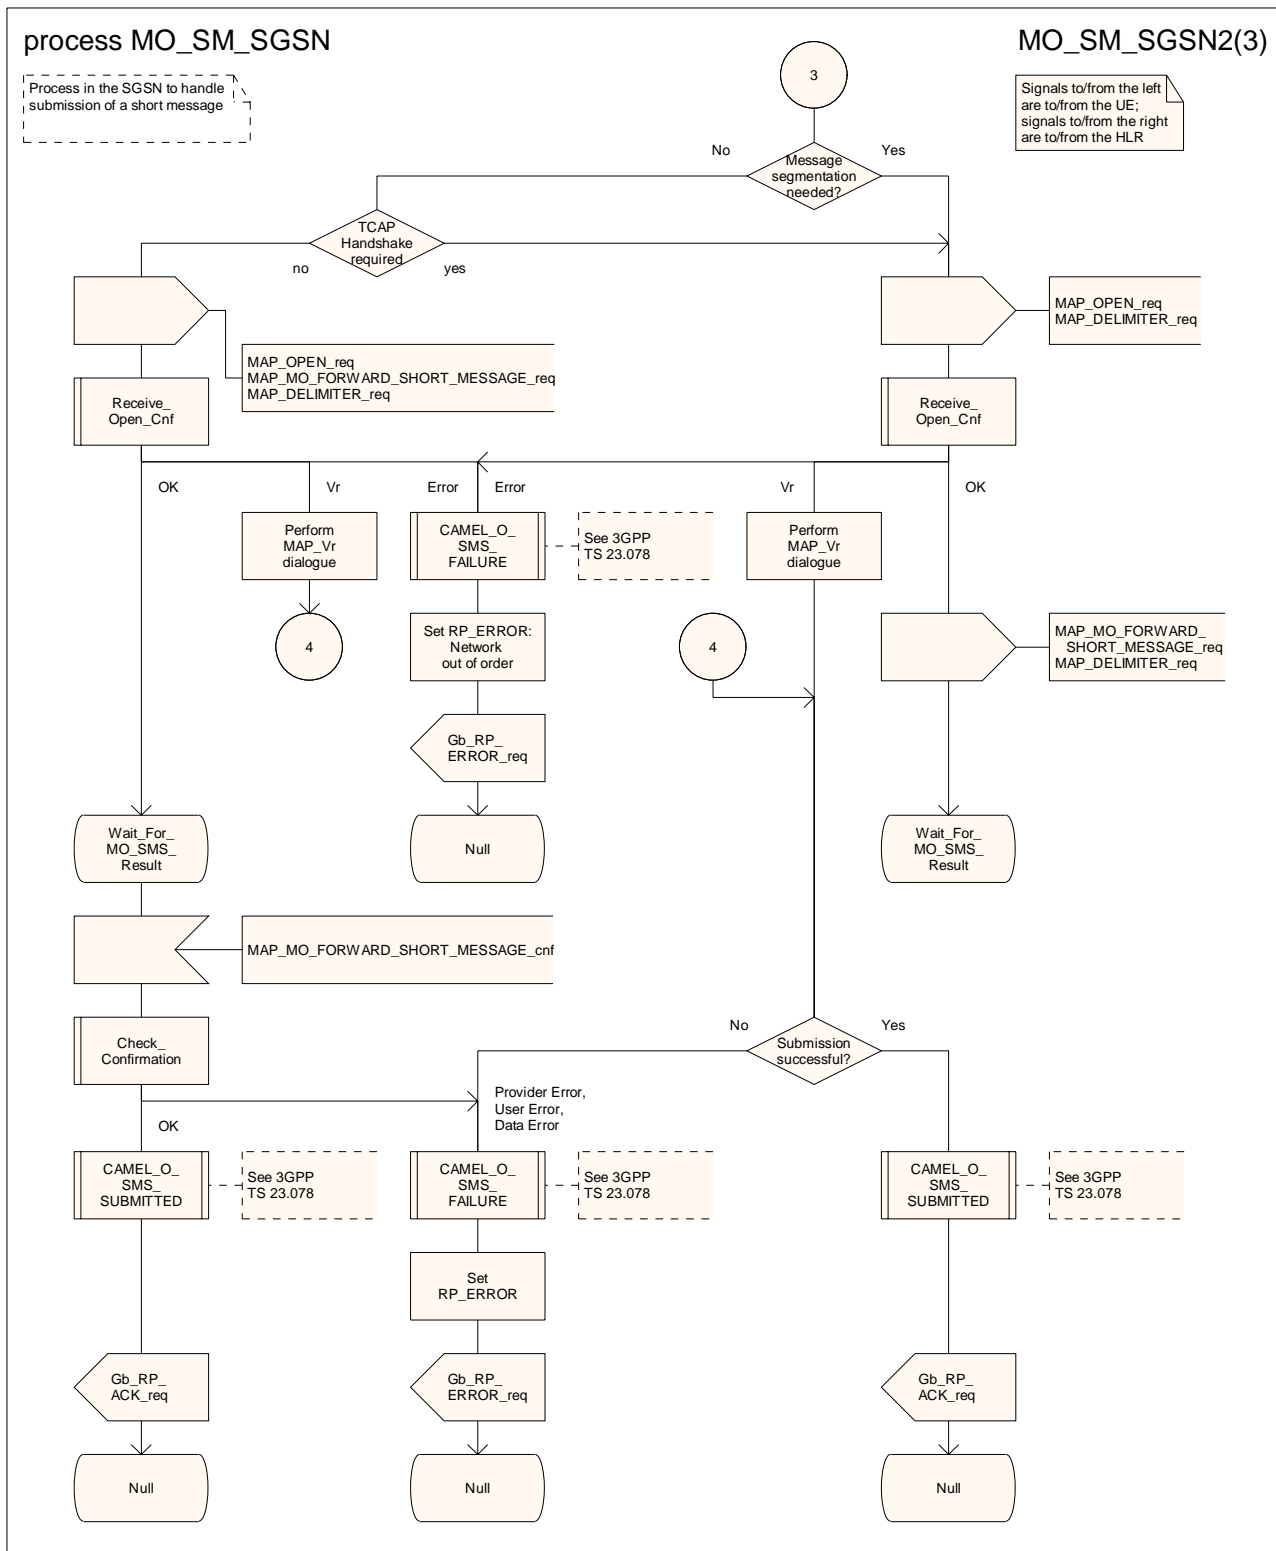 process MO_SM_SGSN
MO_SM_SGSN2(3)
Process in the SGSN to handle
submission of a short message
3
Signals to/from the left
are to/from the UE;
signals to/from the right
are to/from the HLR
No
Message
segmentation
needed?
Yes
TCAP
Handshake
required
no
yes
MAP_OPEN_req
MAP_DELIMITER_req
MAP_OPEN_req
MAP_MO_FORWARD_SHORT_MESSAGE_req
MAP_DELIMITER_req
Receive_
Open_Cnf
Receive_
Open_Cnf
OK
Vr
Error
Error
Vr
OK
Perform
MAP_Vr
dialogue
CAMEL_O_
SMS_
FAILURE
See 3GPP
TS 23.078
Perform
MAP_Vr
dialogue
4
Set RP_ERROR:
Network
out of order
4
MAP_MO_FORWARD_
SHORT_MESSAGE_req
MAP_DELIMITER_req
Gb_RP_
ERROR_req
Wait_For_
MO_SMS_
Result
Null
Wait_For_
MO_SMS_
Result
MAP_MO_FORWARD_SHORT_MESSAGE_cnf
Check_
Confirmation
No
Submission
successful?
Yes
Provider Error,
User Error,
Data Error
OK
CAMEL_O_
SMS_
SUBMITTED
See 3GPP
TS 23.078
CAMEL_O_
SMS_
FAILURE
See 3GPP
TS 23.078
CAMEL_O_
SMS_
SUBMITTED
See 3GPP
TS 23.078
Set
RP_ERROR
Gb_RP_
ACK_req
Gb_RP_
ERROR_req
Gb_RP_
ACK_req
Null
Null
Null